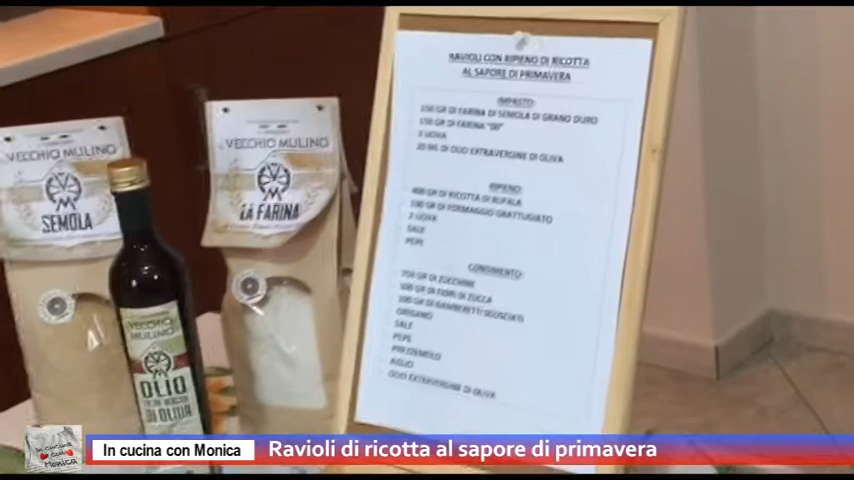 RAVIOLI CON RIPIENO DI RICOTTA
AL SAPORE DI PRIMAVERA
IMPASTO:
150 GR DI FARINA DI SEMOLA DI GRANO DURO
150 GR DI FARINA "00"
3 UOVA
20 ML DI OLIO EXTRAVERGINE DI OLIVA
RIPIENO:
400 GR DI RICOTTA DI BUFALA
100 GR DI FORMAGGIO GRATTUGIATO
2 UOVA
SALE
PEPE
CONDIMENTO:
750 GR DI ZUCCHINE
100 GR DI FIORI DI ZUCCA
100 GR DI GAMBERETTI SGUSCIATI
ORIGANO
SALE
PEPE
PREZZEMOLO
AGLIO
OLIO EXTRAVERGINE DI OLIVA
VECCHIO MULINO
SEMOLA
VECCHIO MULINO
LA FARINA
VECCHIO
MULINO
OLIO
DI OLIVA
In cucina con Monica
In cucina con Monica
Ravioli di ricotta al sapore di primavera